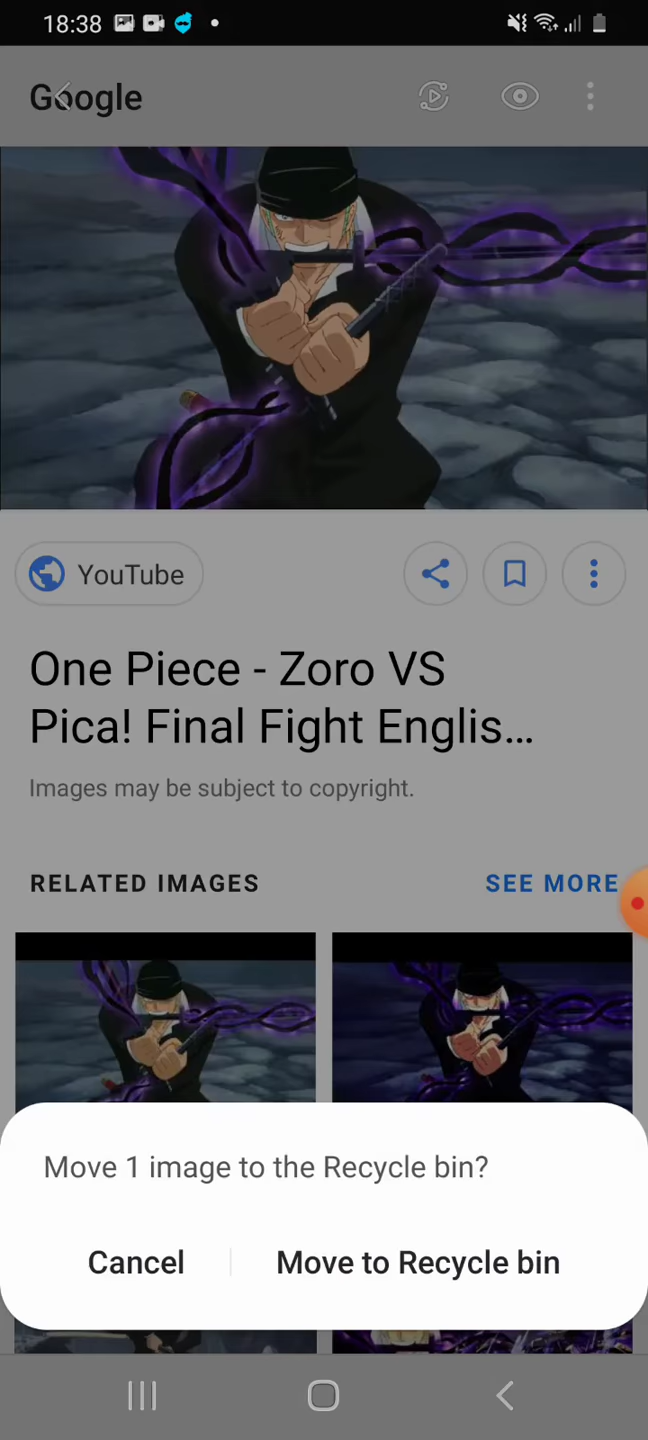 18:38
Google
YouTube
One Piece - Zoro VS
Pica! Final Fight Englis...
Images may be subject to copyright.
RELATED IMAGES
SEE MORE
Move 1 image to the Recycle bin?
Cancel
Move to Recycle bin